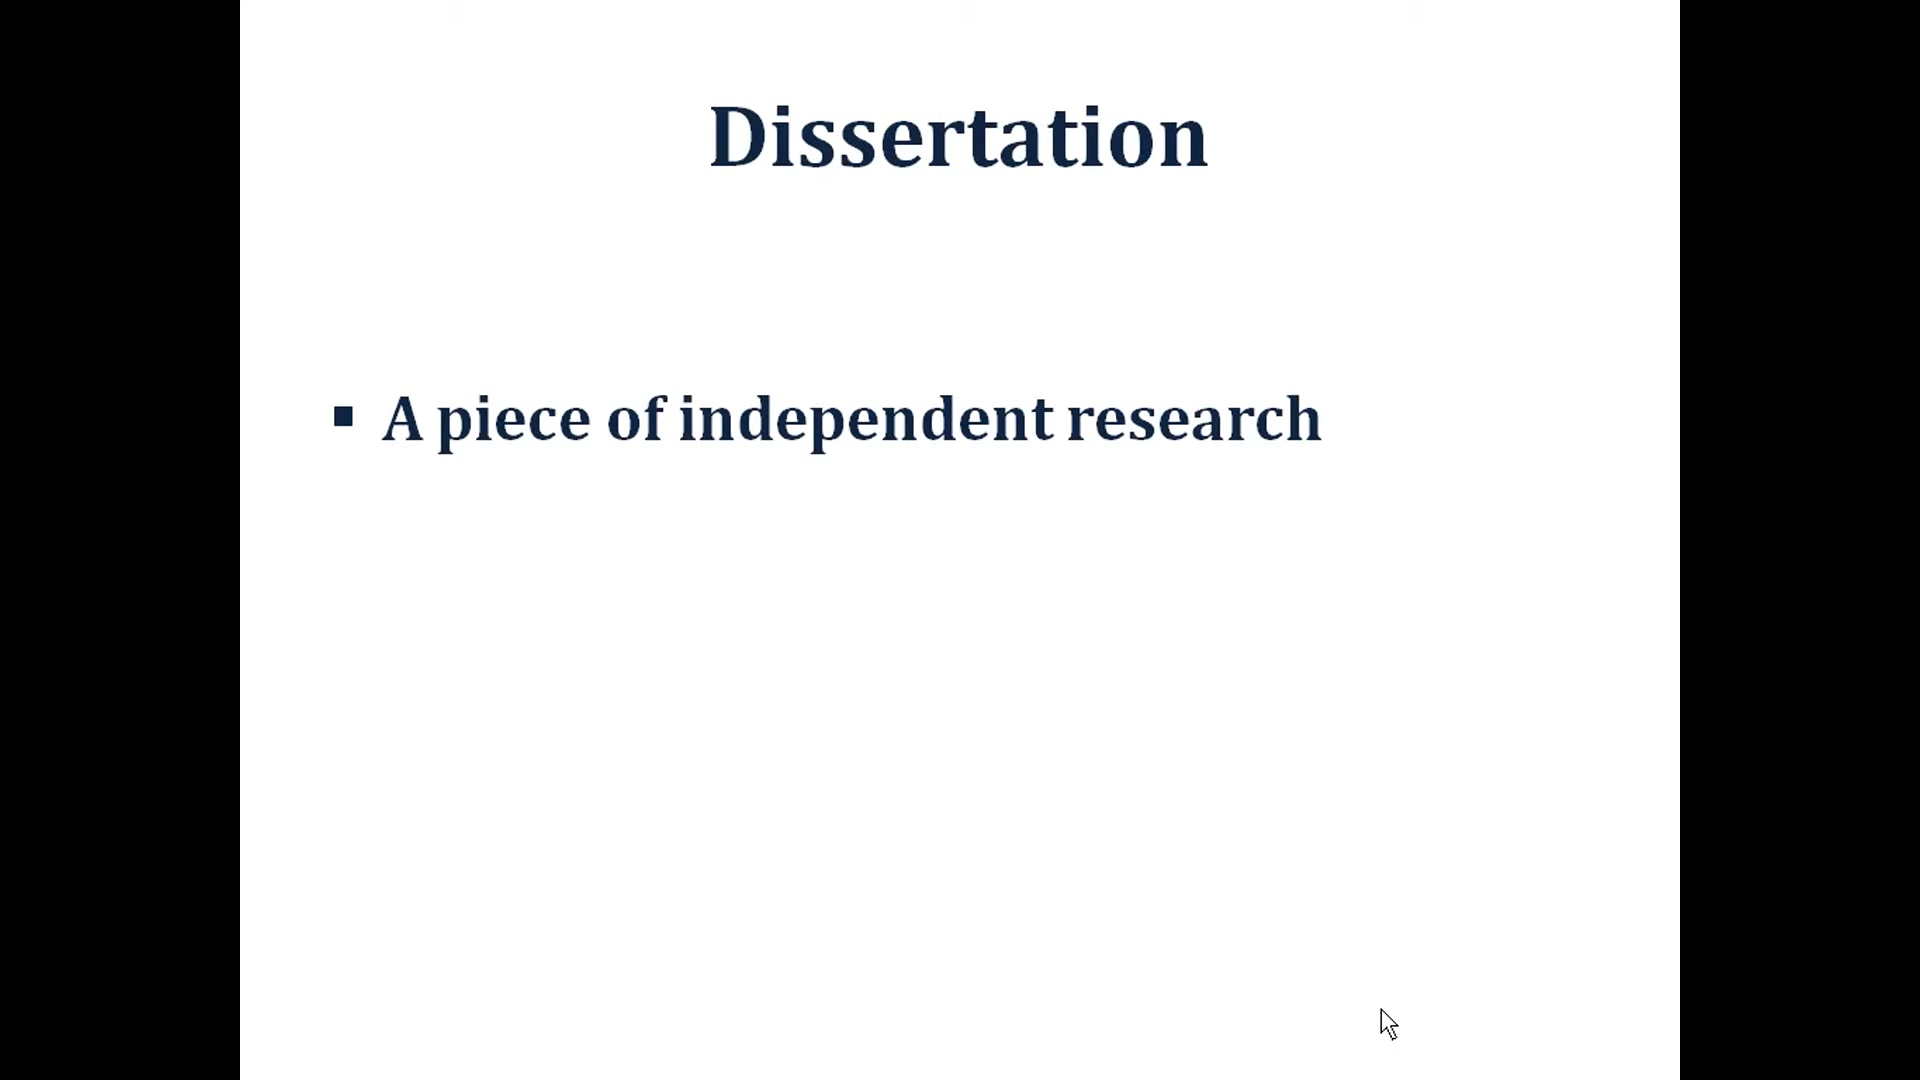 Dissertation
▪ A piece of independent research